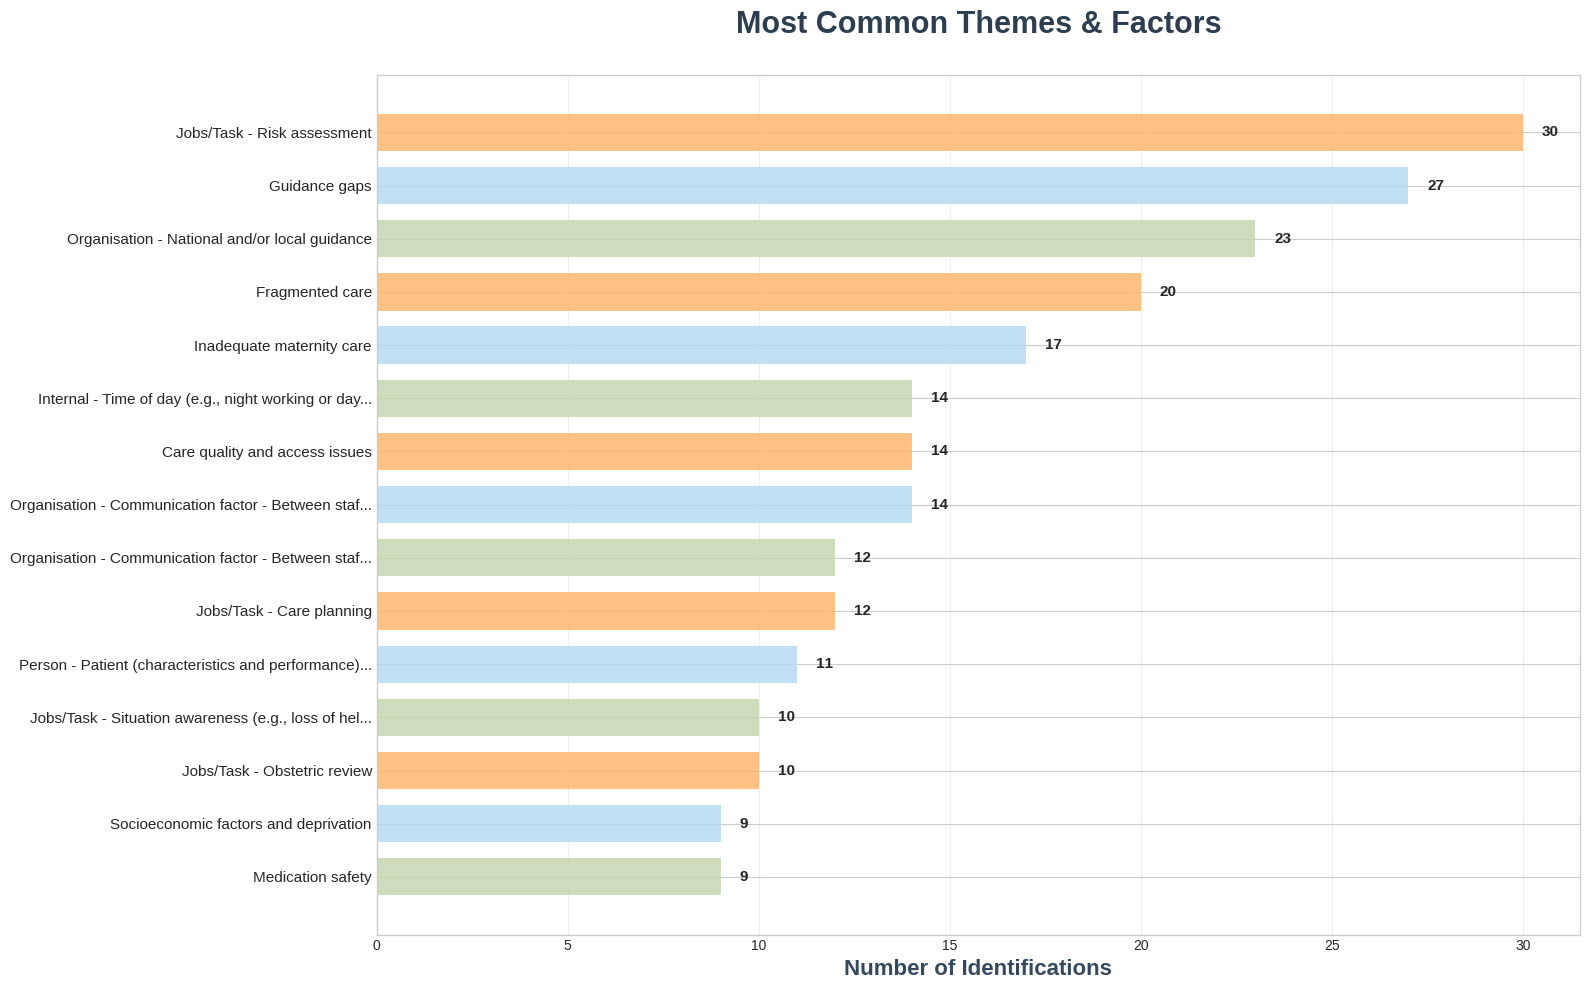 Most Common Themes & Factors
Jobs/Task - Risk assessment 30
Guidance gaps 27
Organisation - National and/or local guidance 23
Fragmented care 20
Inadequate maternity care 17
Internal - Time of day (e.g., night working or day... 14
Care quality and access issues 14
Organisation - Communication factor - Between staf... 14
Organisation - Communication factor - Between staf... 12
Jobs/Task - Care planning 12
Person - Patient (characteristics and performance)... 11
Jobs/Task - Situation awareness (e.g., loss of hel... 10
Jobs/Task - Obstetric review 10
Socioeconomic factors and deprivation 9
Medication safety 9
0 5 10 15 20 25 30
Number of Identifications